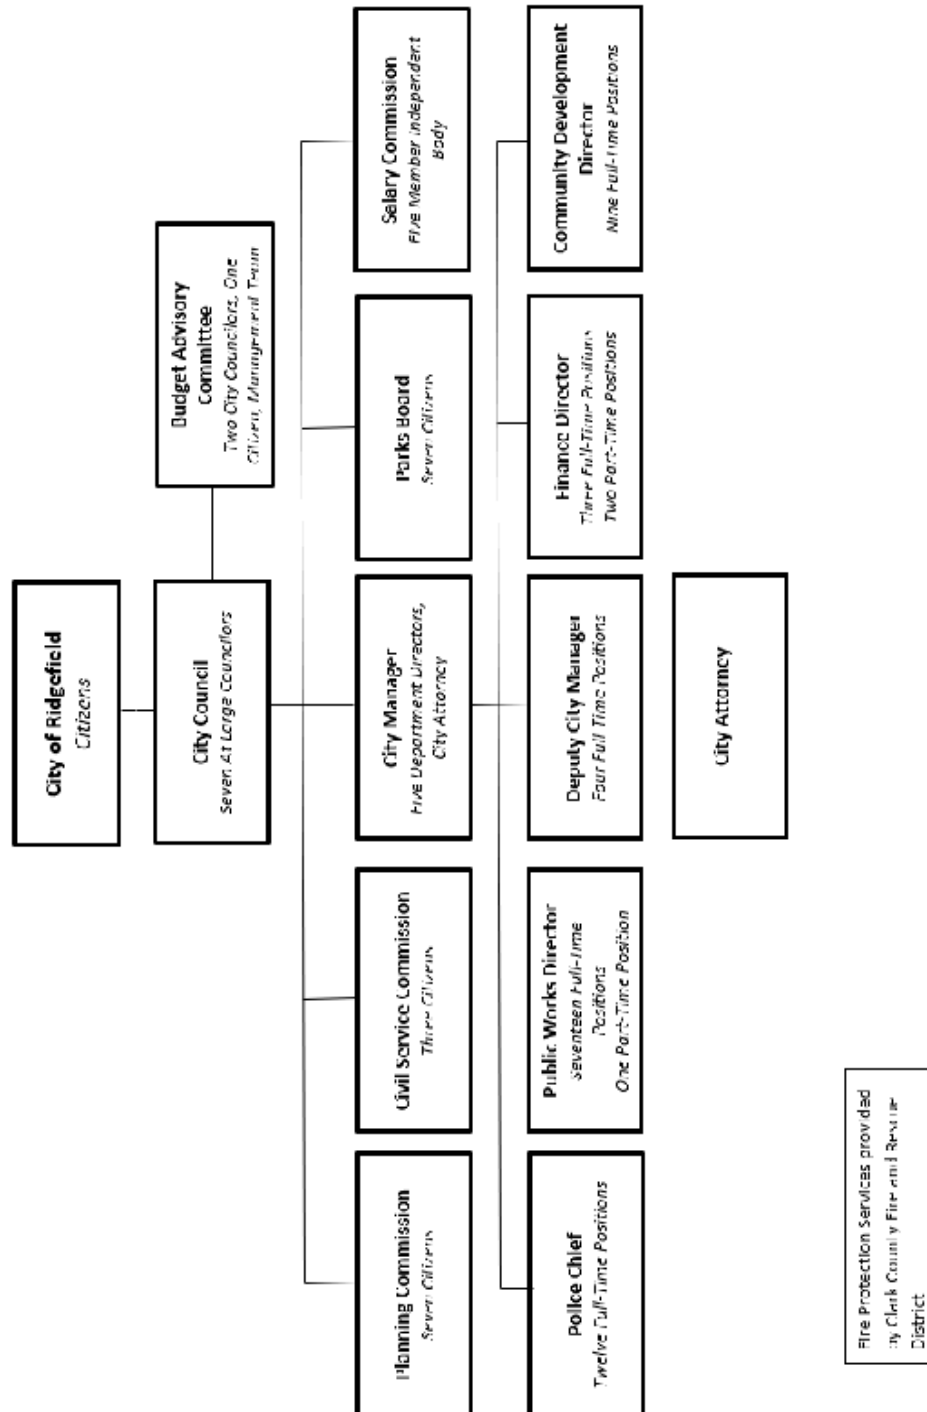 City of Ridgefield
Citizens
City Council
Seven At Large Councilors
Budget Advisory
Committee
Two City Councilors, One
Citizen, Management Team
Planning Commission
Seven Citizens
Civil Service Commission
Three Citizens
City Manager
Five Department Directors,
City Attorney
Parks Board
Seven Citizens
Salary Commission
Five Member Independent
Body
Police Chief
Twelve Full-Time Positions
Public Works Director
Seventeen Full-Time
Positions
One Part-Time Position
Deputy City Manager
Four Full Time Positions
Finance Director
Three Full-Time Positions
Two Part-Time Positions
Community Development
Director
Nine Full-Time Positions
City Attorney
Fire Protection Services provided
by Clark County Fire and Rescue
District